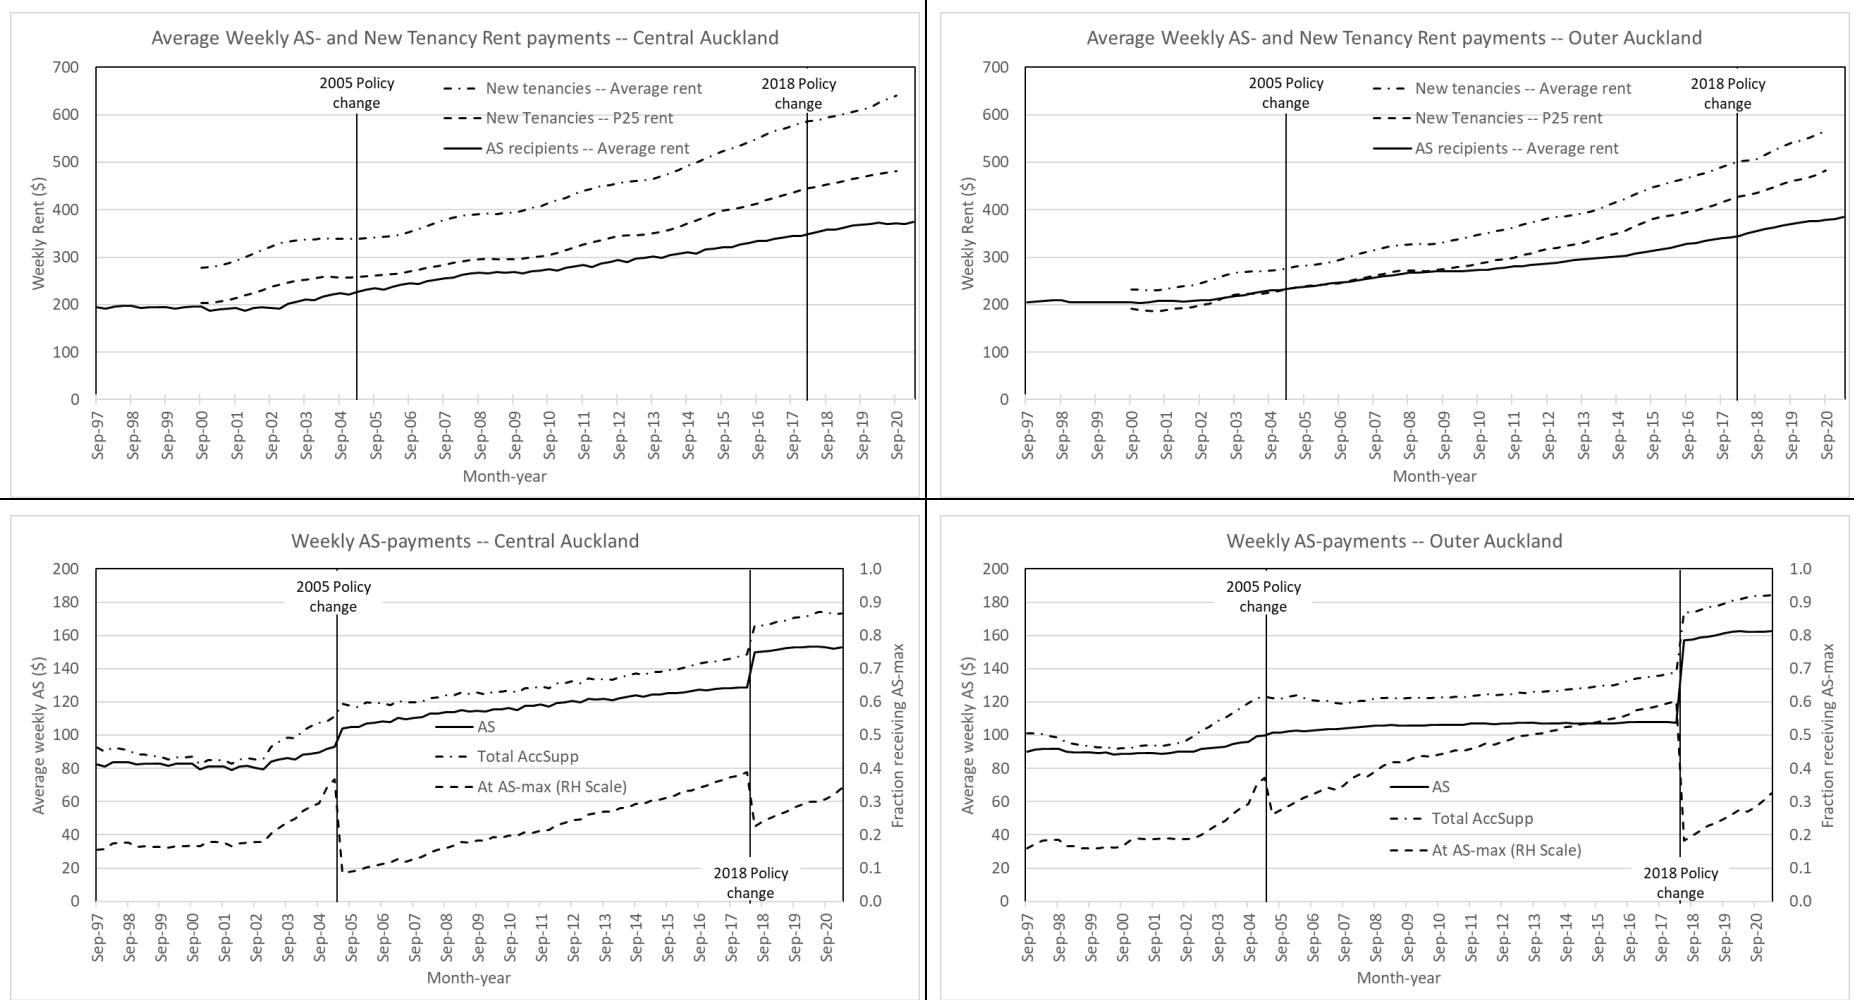 Average Weekly AS- and New Tenancy Rent payments -- Central Auckland
700
600
500
400
300
200
100
0
Weekly Rent ($)
2005 Policy
change
2018 Policy
change
New tenancies -- Average rent
New Tenancies -- P25 rent
AS recipients -- Average rent
Sep-97
Sep-98
Sep-99
Sep-00
Sep-01
Sep-02
Sep-03
Sep-04
Sep-05
Sep-06
Sep-07
Sep-08
Sep-09
Sep-10
Sep-11
Sep-12
Sep-13
Sep-14
Sep-15
Sep-16
Sep-17
Sep-18
Sep-19
Sep-20
Month-year
Average Weekly AS- and New Tenancy Rent payments -- Outer Auckland
700
600
500
400
300
200
100
0
Weekly Rent ($)
2005 Policy
change
2018 Policy
change
New tenancies -- Average rent
New Tenancies -- P25 rent
AS recipients -- Average rent
Sep-97
Sep-98
Sep-99
Sep-00
Sep-01
Sep-02
Sep-03
Sep-04
Sep-05
Sep-06
Sep-07
Sep-08
Sep-09
Sep-10
Sep-11
Sep-12
Sep-13
Sep-14
Sep-15
Sep-16
Sep-17
Sep-18
Sep-19
Sep-20
Month-year
Weekly AS-payments -- Central Auckland
200
180
160
140
120
100
80
60
40
20
0
Average weekly AS ($)
2005 Policy
change
AS
Total AccSupp
At AS-max (RH Scale)
2018 Policy
change
1.0
0.9
0.8
0.7
0.6
0.5
0.4
0.3
0.2
0.1
0.0
Fraction receiving AS-max
Sep-97
Sep-98
Sep-99
Sep-00
Sep-01
Sep-02
Sep-03
Sep-04
Sep-05
Sep-06
Sep-07
Sep-08
Sep-09
Sep-10
Sep-11
Sep-12
Sep-13
Sep-14
Sep-15
Sep-16
Sep-17
Sep-18
Sep-19
Sep-20
Month-year
Weekly AS-payments -- Outer Auckland
200
180
160
140
120
100
80
60
40
20
0
Average weekly AS ($)
2005 Policy
change
AS
Total AccSupp
At AS-max (RH Scale)
2018 Policy
change
1.0
0.9
0.8
0.7
0.6
0.5
0.4
0.3
0.2
0.1
0.0
Fraction receiving AS-max
Sep-97
Sep-98
Sep-99
Sep-00
Sep-01
Sep-02
Sep-03
Sep-04
Sep-05
Sep-06
Sep-07
Sep-08
Sep-09
Sep-10
Sep-11
Sep-12
Sep-13
Sep-14
Sep-15
Sep-16
Sep-17
Sep-18
Sep-19
Sep-20
Month-year